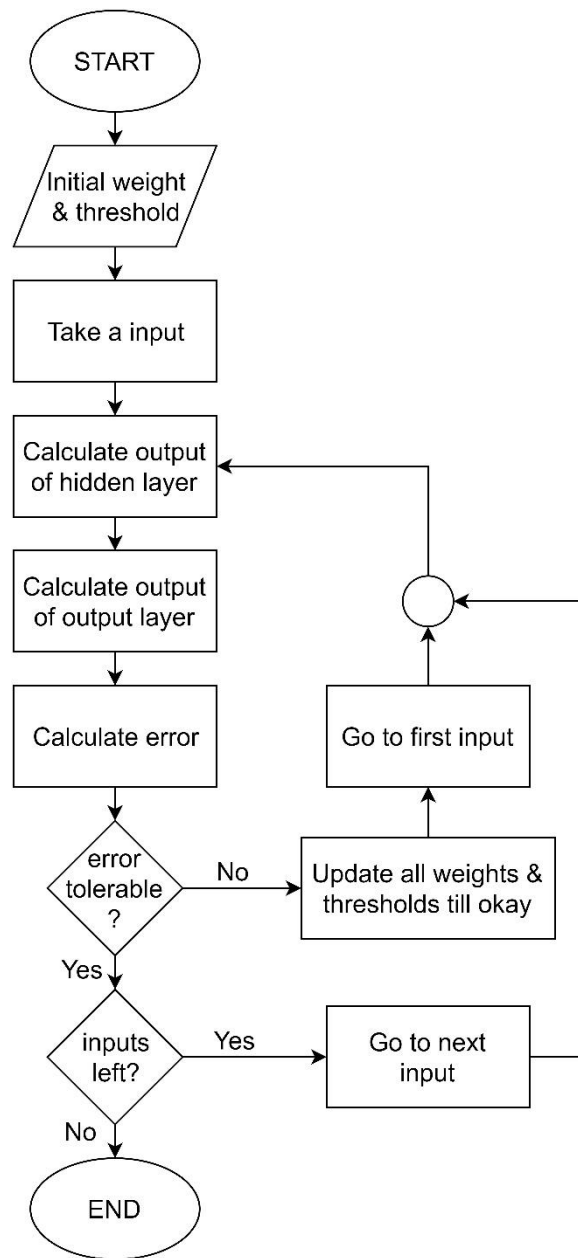 START
Initial weight
& threshold
Take a input
Calculate output
of hidden layer
Calculate output
of output layer
Calculate error
Go to first input
error
tolerable
?
No
Update all weights &
thresholds till okay
Yes
inputs
left?
Yes
Go to next
input
No
END